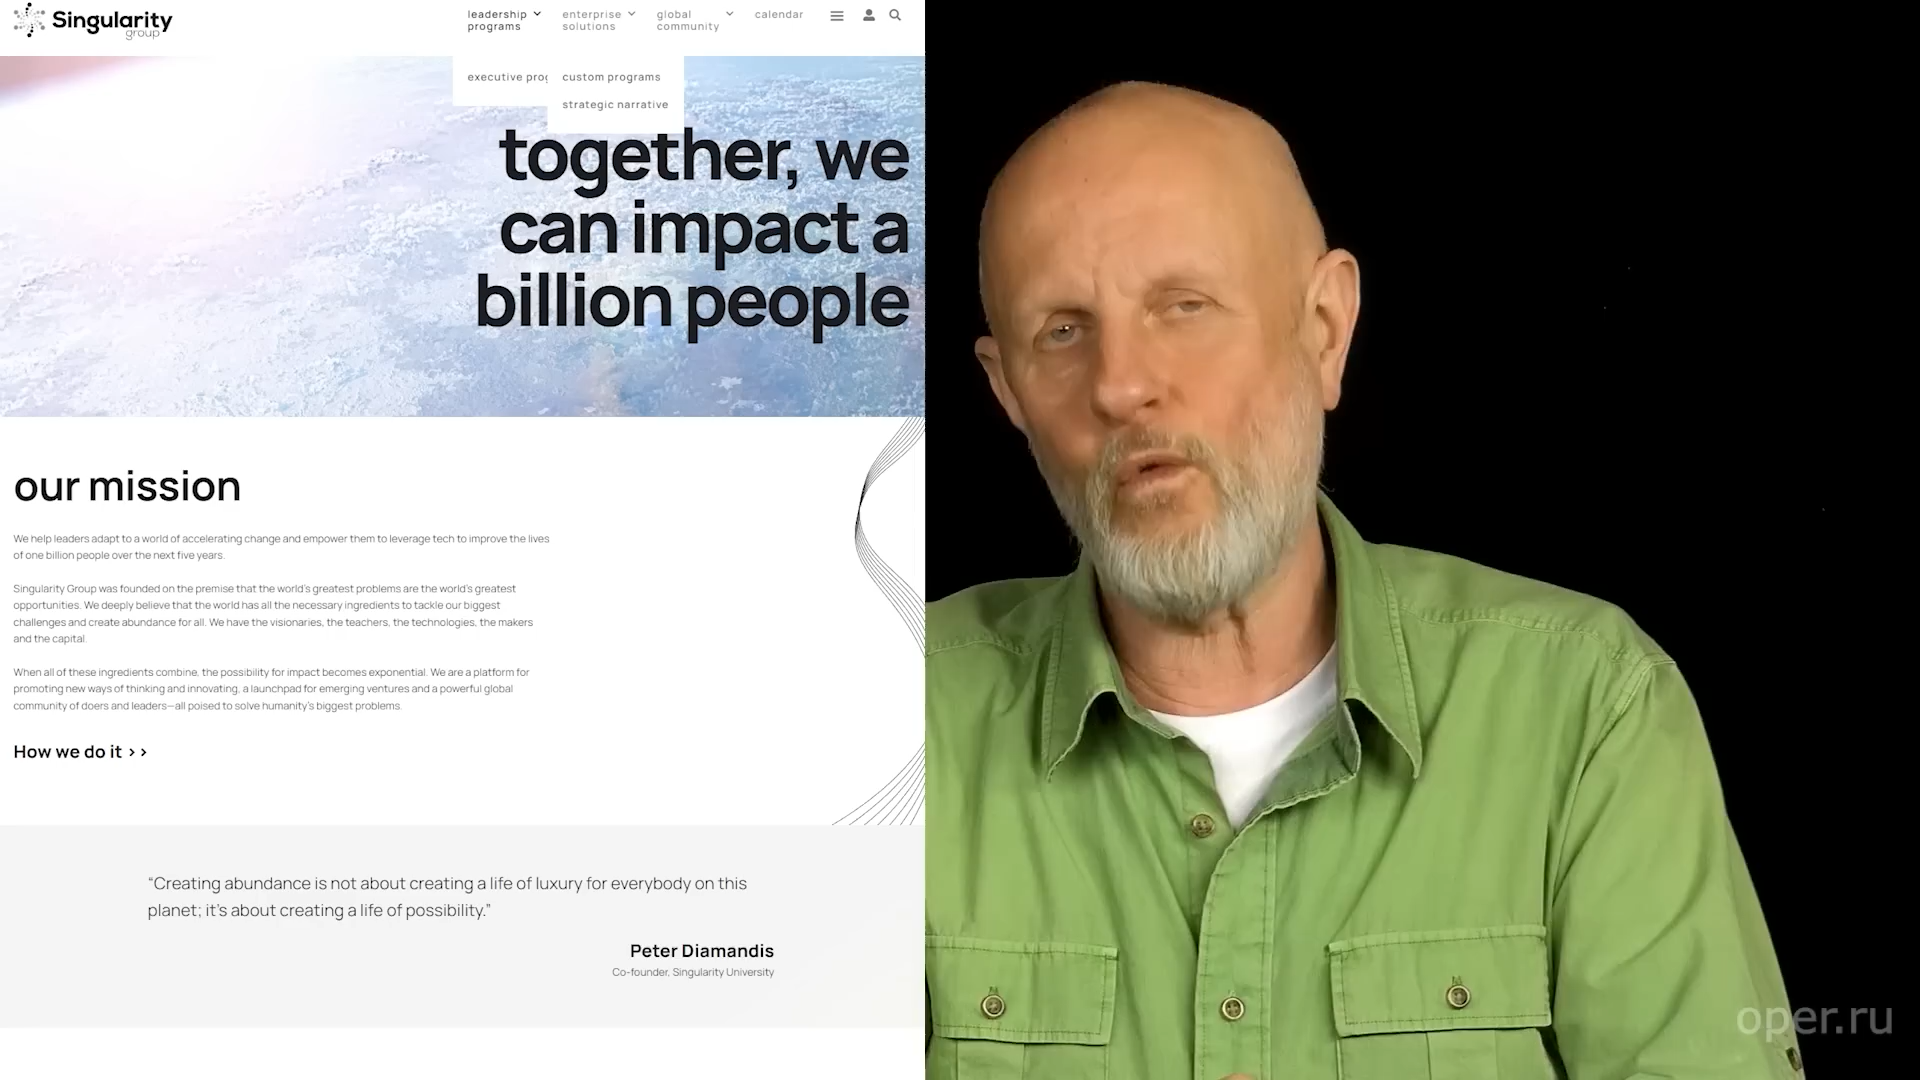 Singularity
group
leadership
programs
enterprise
solutions
global
community
calendar
executive prog
custom programs
strategic narrative
together, we
can impact a
billion people
our mission
We help leaders adapt to a world of accelerating change and empower them to leverage tech to improve the lives
of one billion people over the next five years.
Singularity Group was founded on the premise that the world's greatest problems are the world's greatest
opportunities. We deeply believe that the world has all the necessary ingredients to tackle our biggest
challenges and create abundance for all. We have the visionaries, the teachers, the technologies, the makers
and the capital.
When all of these ingredients combine, the possibility for impact becomes exponential. We are a platform for
promoting new ways of thinking and innovating, a launchpad for emerging ventures and a powerful global
community of doers and leaders—all poised to solve humanity's biggest problems.
How we do it >>
“Creating abundance is not about creating a life of luxury for everybody on this
planet; it's about creating a life of possibility.”
Peter Diamandis
Co-founder, Singularity University
oper.ru